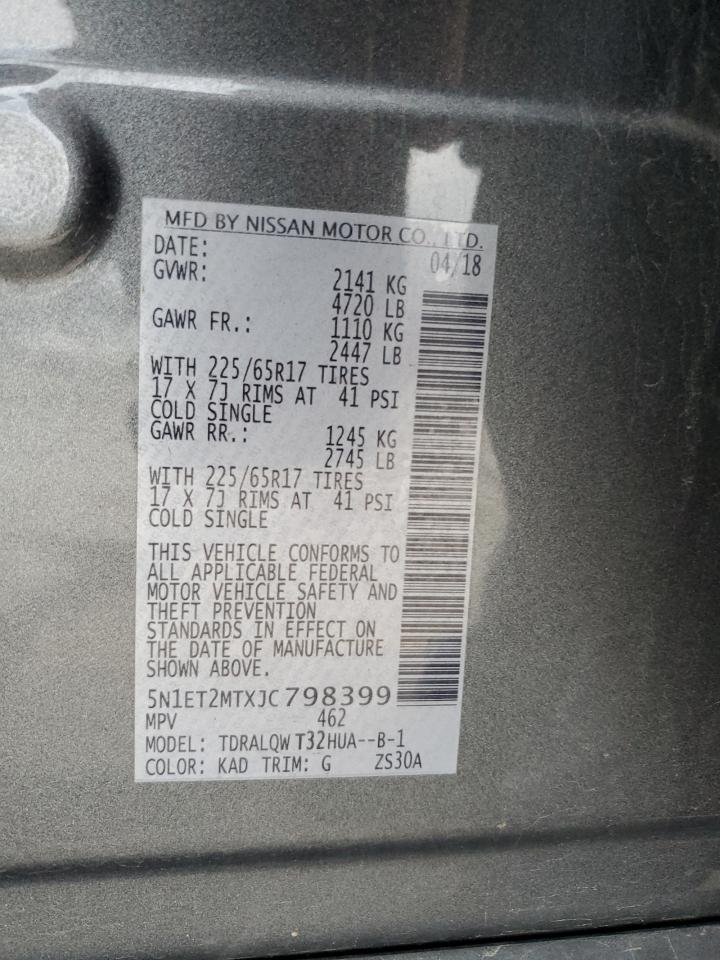 MFD BY NISSAN MOTOR CO., LTD.
DATE: 04/18
GVWR: 2141 KG
4720 LB
GAWR FR.: 1110 KG
2447 LB
WITH 225/65R17 TIRES
17 X 7J RIMS AT 41 PSI
COLD SINGLE
GAWR RR.: 1245 KG
2745 LB
WITH 225/65R17 TIRES
17 X 7J RIMS AT 41 PSI
COLD SINGLE
THIS VEHICLE CONFORMS TO
ALL APPLICABLE FEDERAL
MOTOR VEHICLE SAFETY AND
THEFT PREVENTION
STANDARDS IN EFFECT ON
THE DATE OF MANUFACTURE
SHOWN ABOVE.
5N1ET2MTXJC798399
MPV 462
MODEL: TDRALQWT32HUA--B-1
COLOR: KAD TRIM: G ZS30A